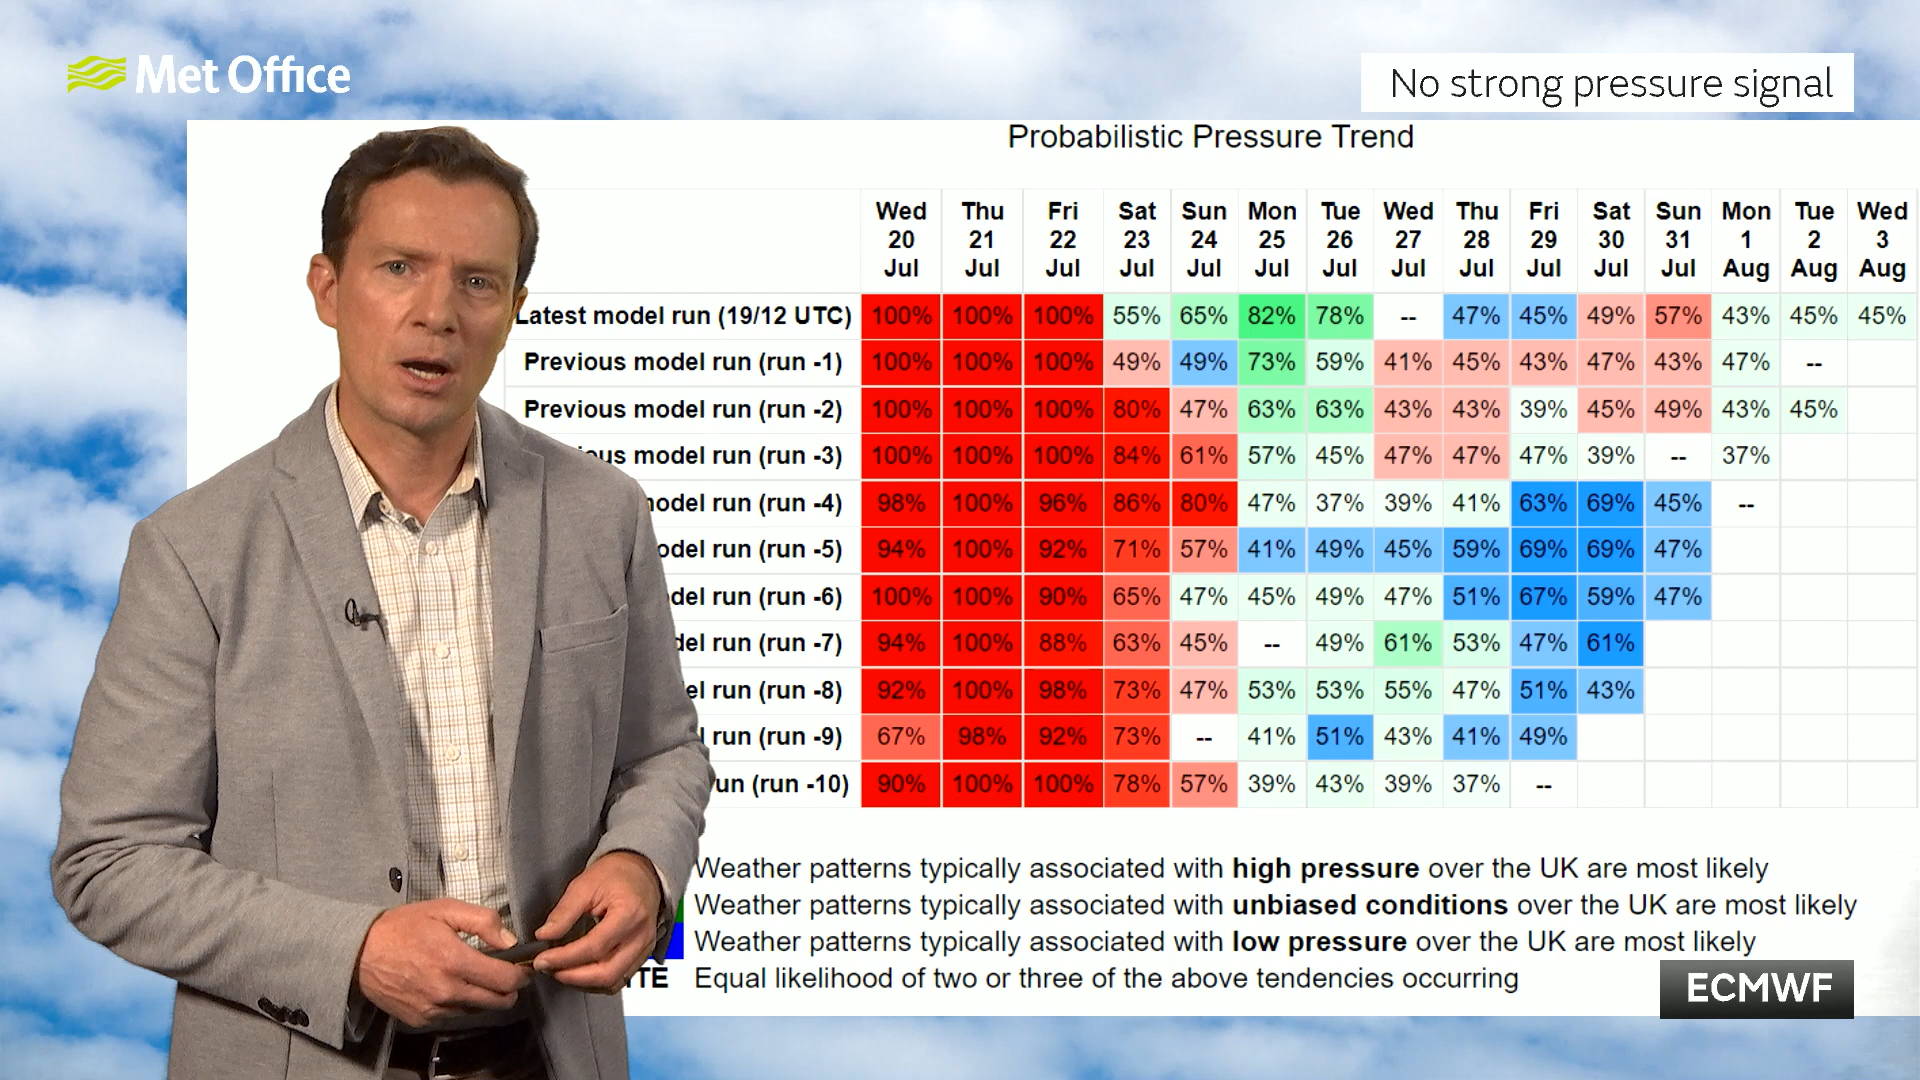 Met Office
No strong pressure signal
Probabilistic Pressure Trend
Wed 20 Jul Thu 21 Jul Fri 22 Jul Sat 23 Jul Sun 24 Jul Mon 25 Jul Tue 26 Jul Wed 27 Jul Thu 28 Jul Fri 29 Jul Sat 30 Jul Sun 31 Jul Mon 1 Aug Tue 2 Aug Wed 3 Aug
Latest model run (19/12 UTC) 100% 100% 100% 55% 65% 82% 78% -- 47% 45% 49% 57% 43% 45% 45%
Previous model run (run -1) 100% 100% 100% 49% 49% 73% 59% 41% 45% 43% 47% 43% 47% --
Previous model run (run -2) 100% 100% 100% 80% 47% 63% 63% 43% 43% 39% 45% 49% 43% 45%
ious model run (run -3) 100% 100% 100% 84% 61% 57% 45% 47% 47% 47% 39% -- 37%
model run (run -4) 98% 100% 96% 86% 80% 47% 37% 39% 41% 63% 69% 45% --
odel run (run -5) 94% 100% 92% 71% 57% 41% 49% 45% 59% 69% 69% 47%
del run (run -6) 100% 100% 90% 65% 47% 45% 49% 47% 51% 67% 59% 47%
del run (run -7) 94% 100% 88% 63% 45% -- 49% 61% 53% 47% 61%
el run (run -8) 92% 100% 98% 73% 47% 53% 53% 55% 47% 51% 43%
run (run -9) 67% 98% 92% 73% -- 41% 51% 43% 41% 49%
un (run -10) 90% 100% 100% 78% 57% 39% 43% 39% 37% --
Weather patterns typically associated with high pressure over the UK are most likely
Weather patterns typically associated with unbiased conditions over the UK are most likely
Weather patterns typically associated with low pressure over the UK are most likely
TE Equal likelihood of two or three of the above tendencies occurring
ECMWF